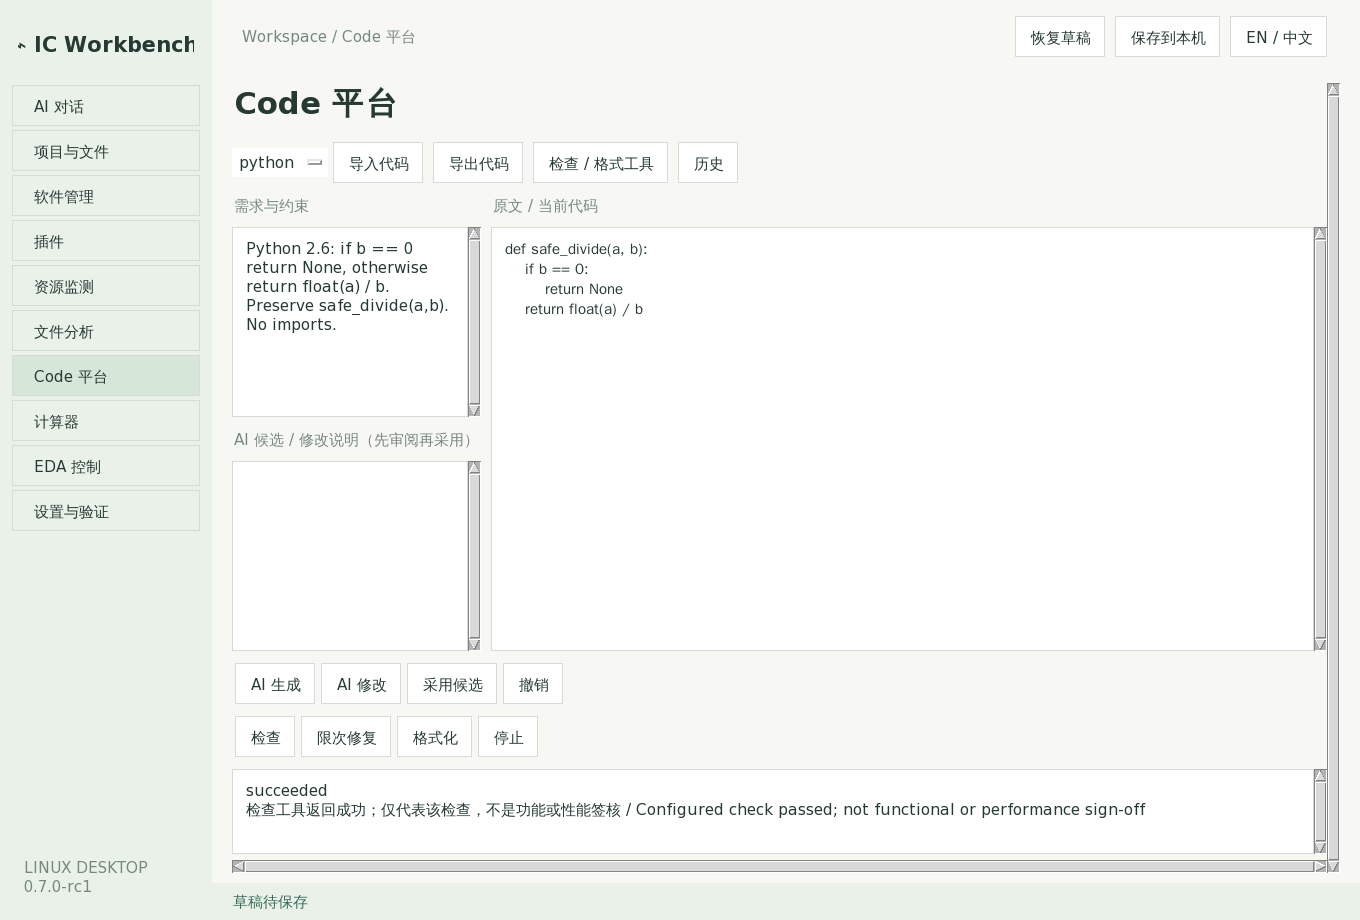 IC Workbench
AI 对话
项目与文件
软件管理
插件
资源监测
文件分析
Code 平台
计算器
EDA 控制
设置与验证
LINUX DESKTOP
0.7.0-rc1
Workspace / Code 平台
恢复草稿
保存到本机
EN / 中文
Code 平台
python
导入代码
导出代码
检查 / 格式工具
历史
需求与约束
Python 2.6: if b == 0
return None, otherwise
return float(a) / b.
Preserve safe_divide(a,b).
No imports.
AI 候选 / 修改说明（先审阅再采用）
原文 / 当前代码
def safe_divide(a, b):
    if b == 0:
        return None
    return float(a) / b
AI 生成
AI 修改
采用候选
撤销
检查
限次修复
格式化
停止
succeeded
检查工具返回成功；仅代表该检查，不是功能或性能签核 / Configured check passed; not functional or performance sign-off
草稿待保存